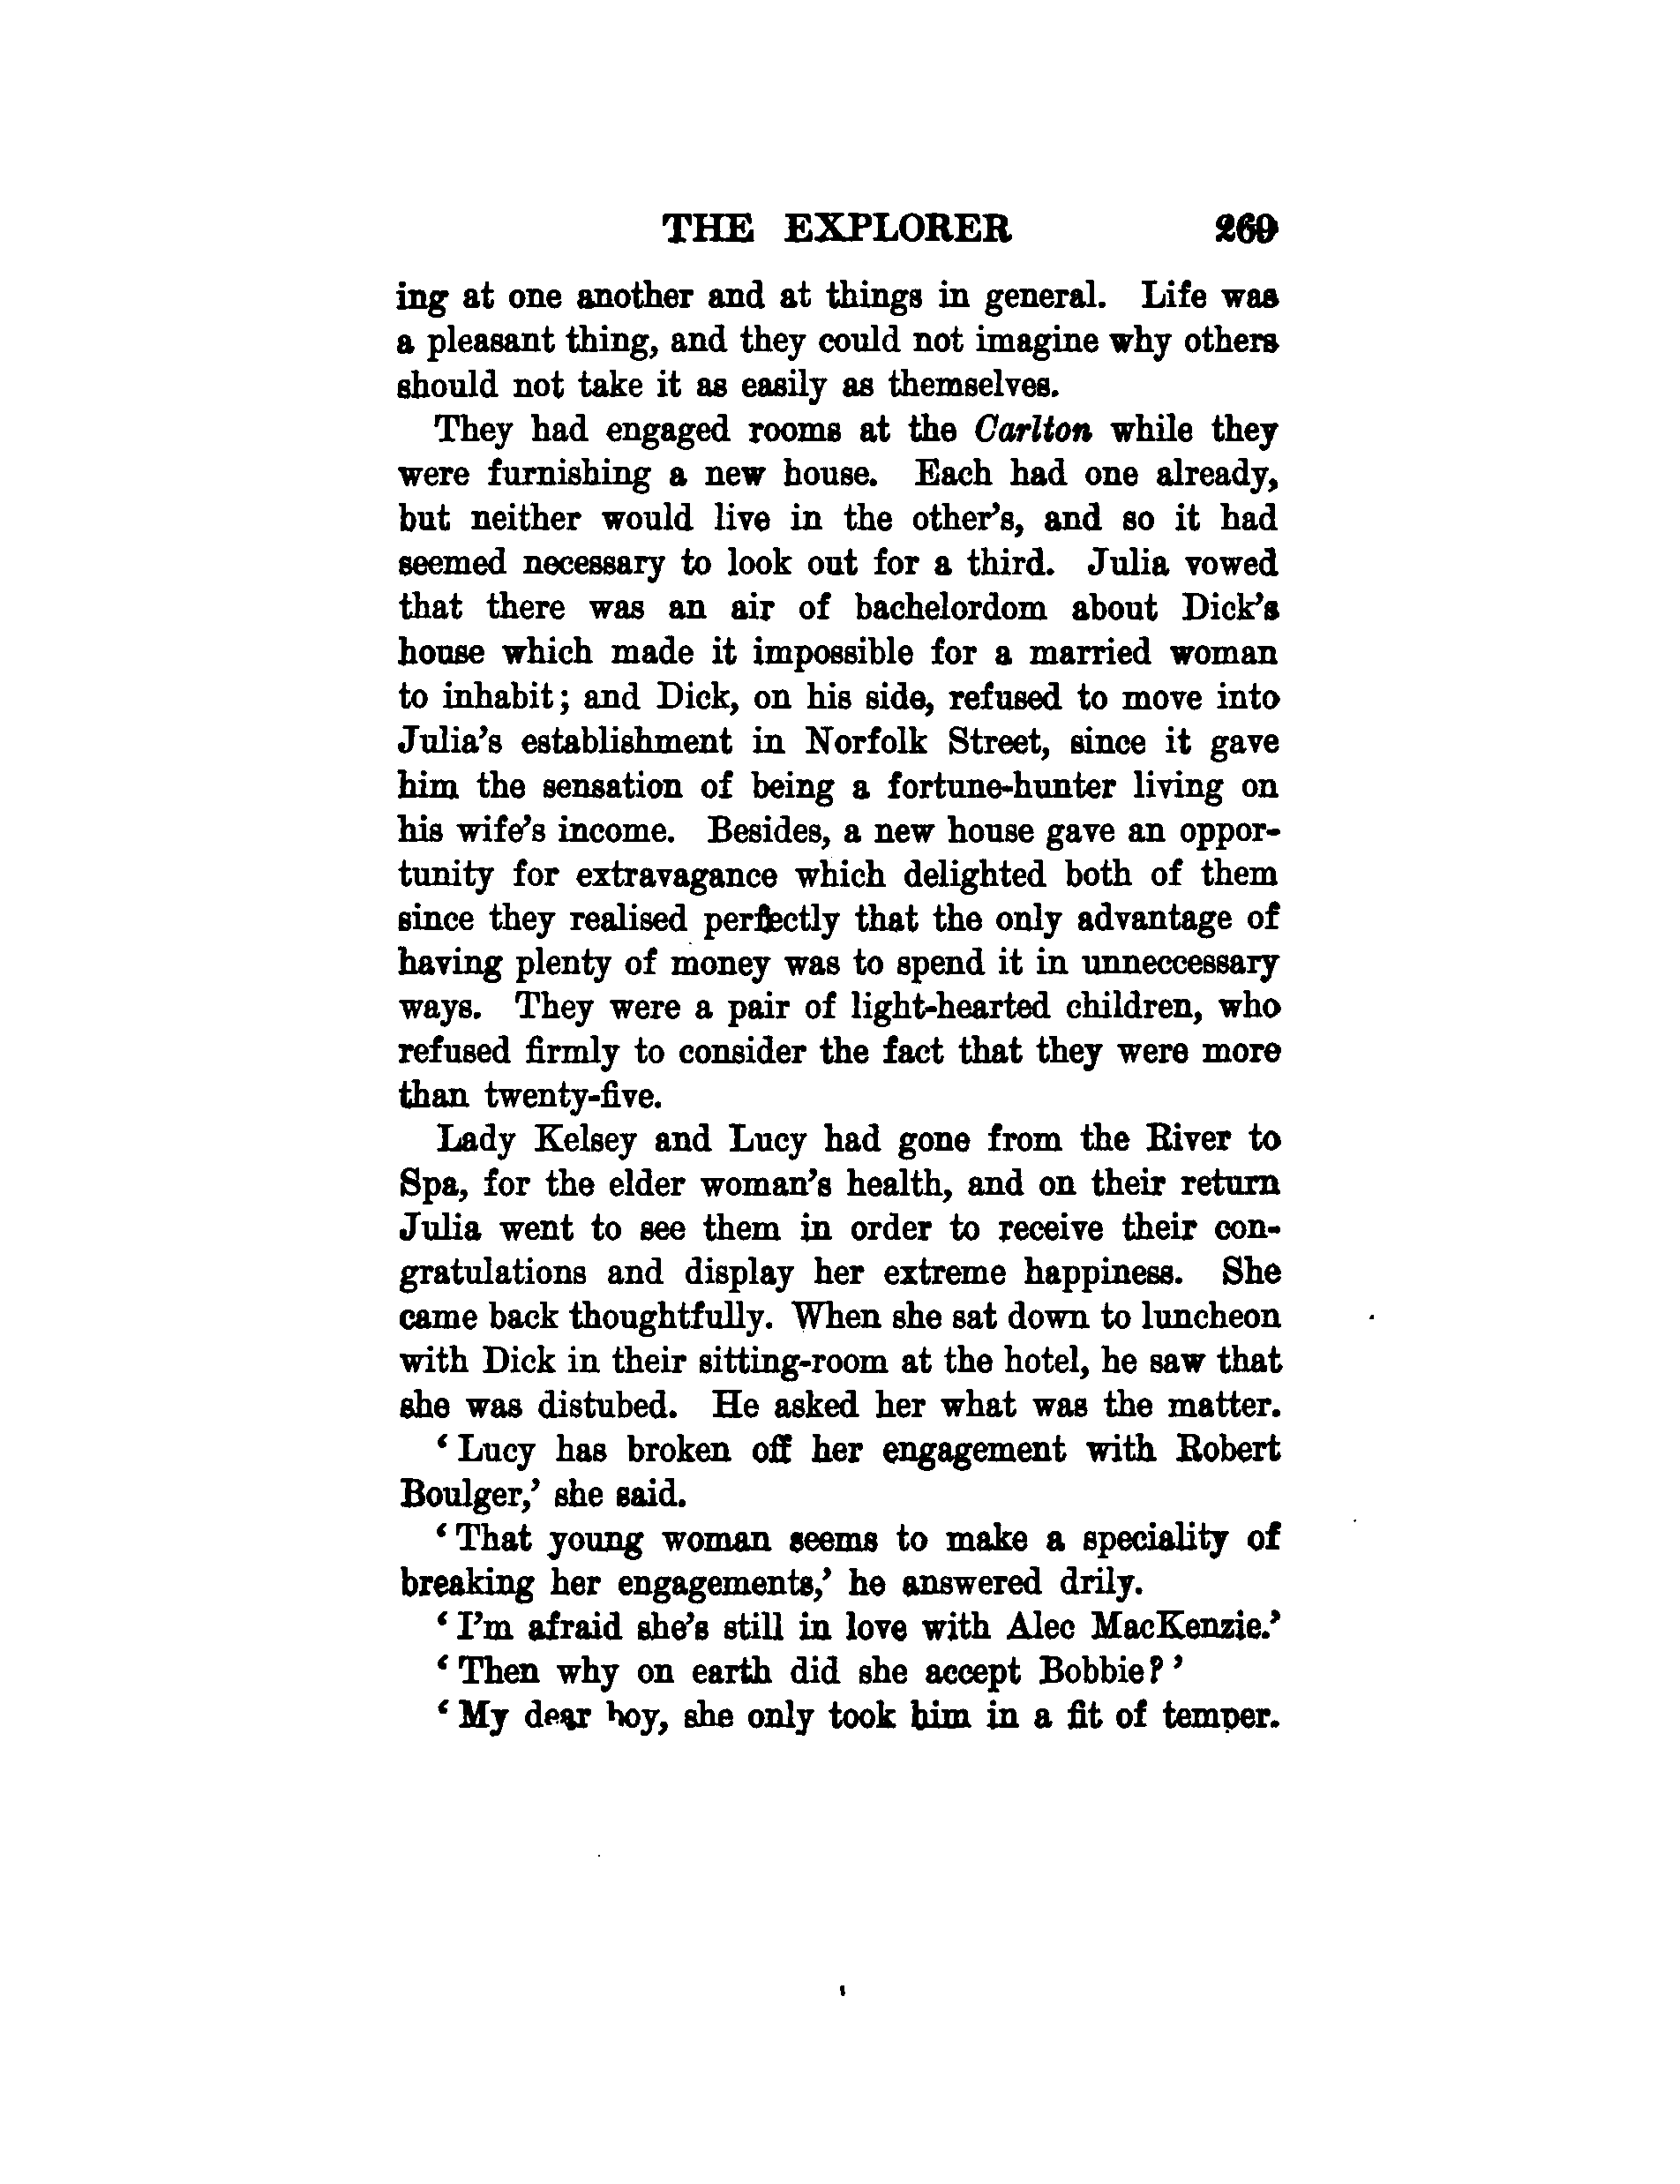 THE EXPLORER 269
ing at one another and at things in general. Life was
a pleasant thing, and they could not imagine why others
should not take it as easily as themselves.
They had engaged rooms at the Carlton while they
were furnishing a new house. Each had one already,
but neither would live in the other's, and so it had
seemed necessary to look out for a third. Julia vowed
that there was an air of bachelordom about Dick's
house which made it impossible for a married woman
to inhabit; and Dick, on his side, refused to move into
Julia's establishment in Norfolk Street, since it gave
him the sensation of being a fortune-hunter living on
his wife's income. Besides, a new house gave an oppor-
tunity for extravagance which delighted both of them
since they realised perfectly that the only advantage of
having plenty of money was to spend it in unneccessary
ways. They were a pair of light-hearted children, who
refused firmly to consider the fact that they were more
than twenty-five.
Lady Kelsey and Lucy had gone from the River to
Spa, for the elder woman's health, and on their return
Julia went to see them in order to receive their con-
gratulations and display her extreme happiness. She
came back thoughtfully. When she sat down to luncheon
with Dick in their sitting-room at the hotel, he saw that
she was distubed. He asked her what was the matter.
‘Lucy has broken off her engagement with Robert
Boulger,’ she said.
‘That young woman seems to make a speciality of
breaking her engagements,’ he answered drily.
‘I'm afraid she's still in love with Alec MacKenzie.’
‘Then why on earth did she accept Bobbie?’
‘My dear boy, she only took him in a fit of temper.